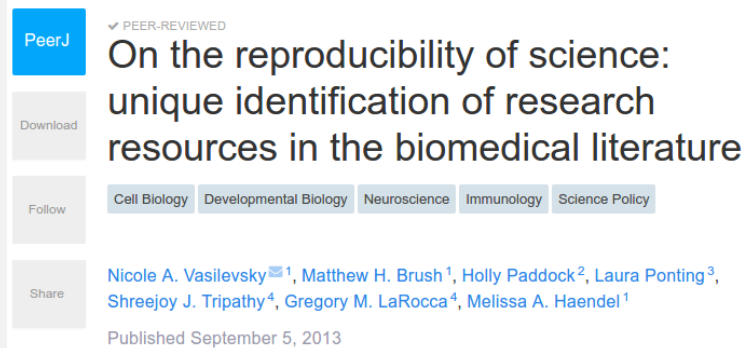 PeerJ
✔ PEER-REVIEWED
On the reproducibility of science:
unique identification of research
resources in the biomedical literature
Download
Cell Biology Developmental Biology Neuroscience Immunology Science Policy
Follow
Nicole A. Vasilevsky 1, Matthew H. Brush 1, Holly Paddock 2, Laura Ponting 3,
Shreejoy J. Tripathy 4, Gregory M. LaRocca 4, Melissa A. Haendel 1
Share
Published September 5, 2013